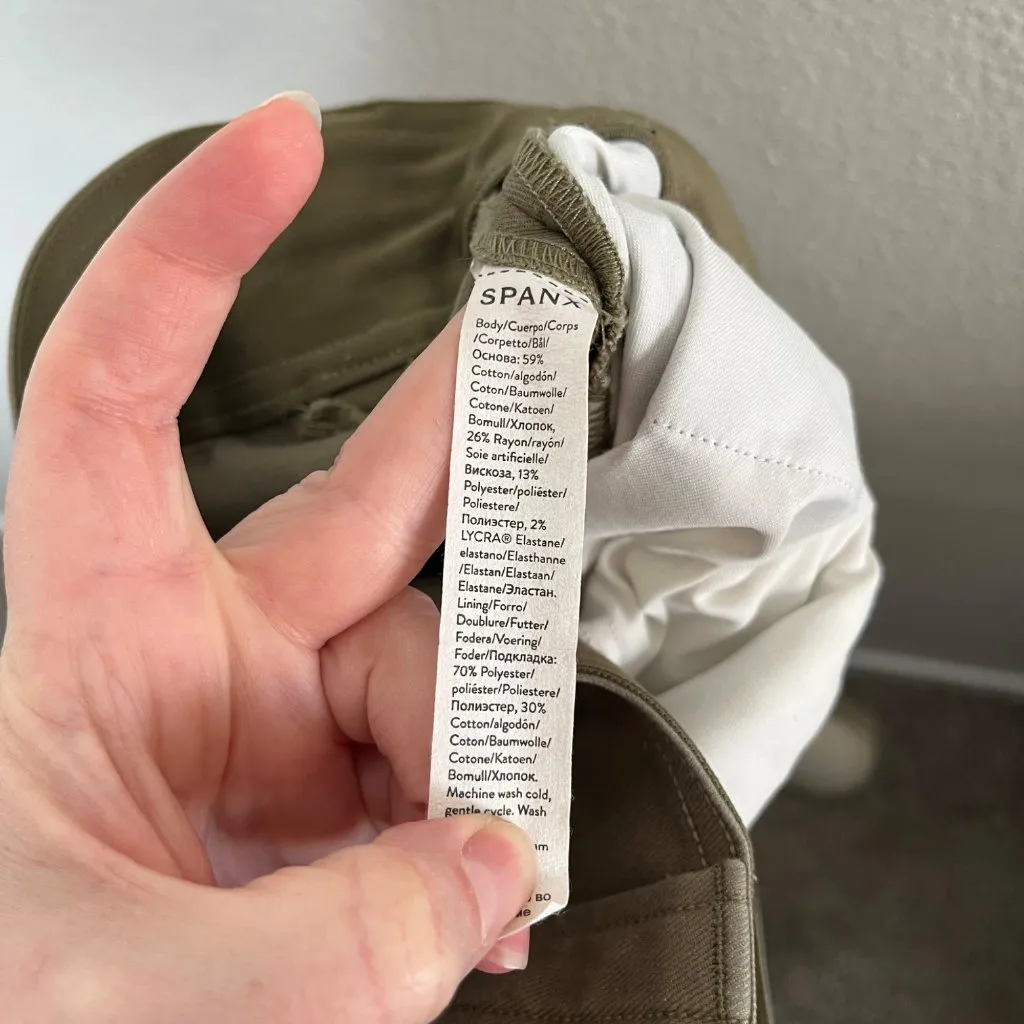 SPANX
Body/Cuerpo/Corps
/Corpetto/Bål/
Основа: 59%
Cotton/algodón/
Coton/Baumwolle/
Cotone/Katoen/
Bomull/Хлопок,
26% Rayon/rayón/
Soie artificielle/
Вискоза, 13%
Polyester/poliéster/
Poliestere/
Полиэстер, 2%
LYCRA® Elastane/
elastano/Elasthanne
/Elastan/Elastaan/
Elastane/Эластан.
Lining/Forro/
Doublure/Futter/
Fodera/Voering/
Foder/Подкладка:
70% Polyester/
poliéster/Poliestere/
Полиэстер, 30%
Cotton/algodón/
Coton/Baumwolle/
Cotone/Katoen/
Bomull/Хлопок.
Machine wash cold,
gentle cycle. Wash